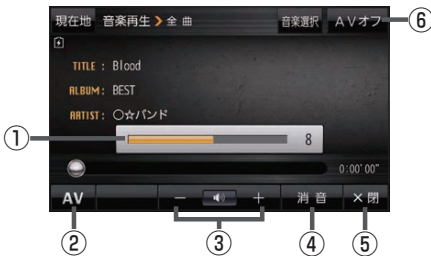 現在地 音楽再生 > 全 曲 音楽選択 AVオフ
⑥
TITLE : Blood
ALBUM : BEST
ARTIST : ○☆バンド
①
8
0:00'00"
AV − + 消 音 ×閉
② ③ ④ ⑤